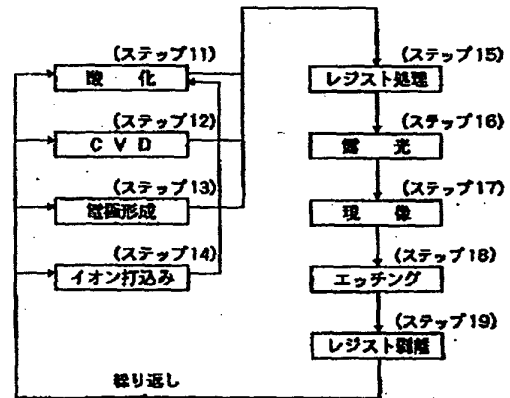 (ステップ11)
酸 化
(ステップ12)
C V D
(ステップ13)
電極形成
(ステップ14)
イオン打込み
(ステップ15)
レジスト処理
(ステップ16)
露 光
(ステップ17)
現 像
(ステップ18)
エッチング
(ステップ19)
レジスト剥離
繰り返し